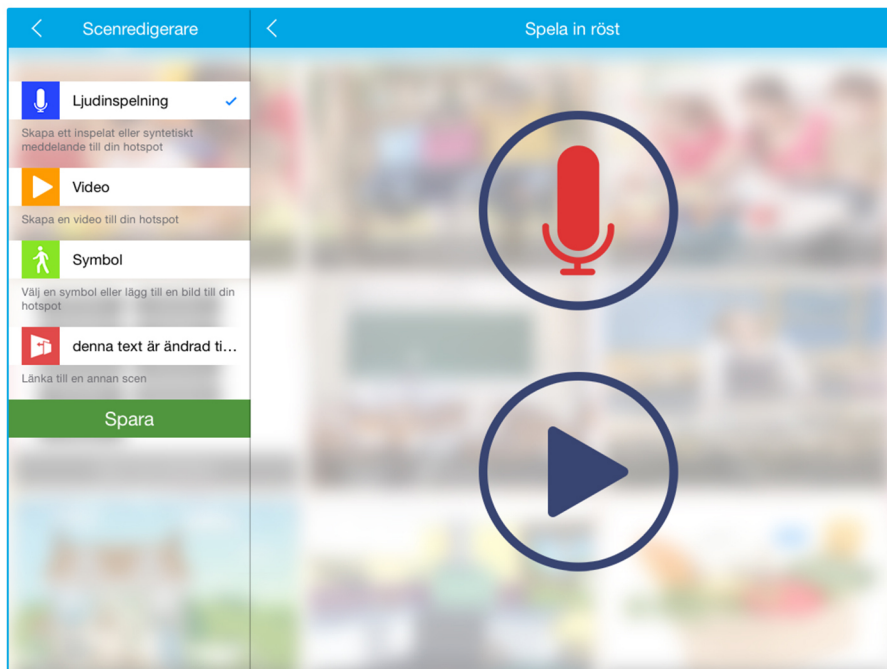 Scenredigerare
Spela in röst
Ljudinspelning
Skapa ett inspelat eller syntetiskt
meddelande till din hotspot
Video
Skapa en video till din hotspot
Symbol
Välj en symbol eller lägg till en bild till din
hotspot
denna text är ändrad ti...
Länka till en annan scen
Spara